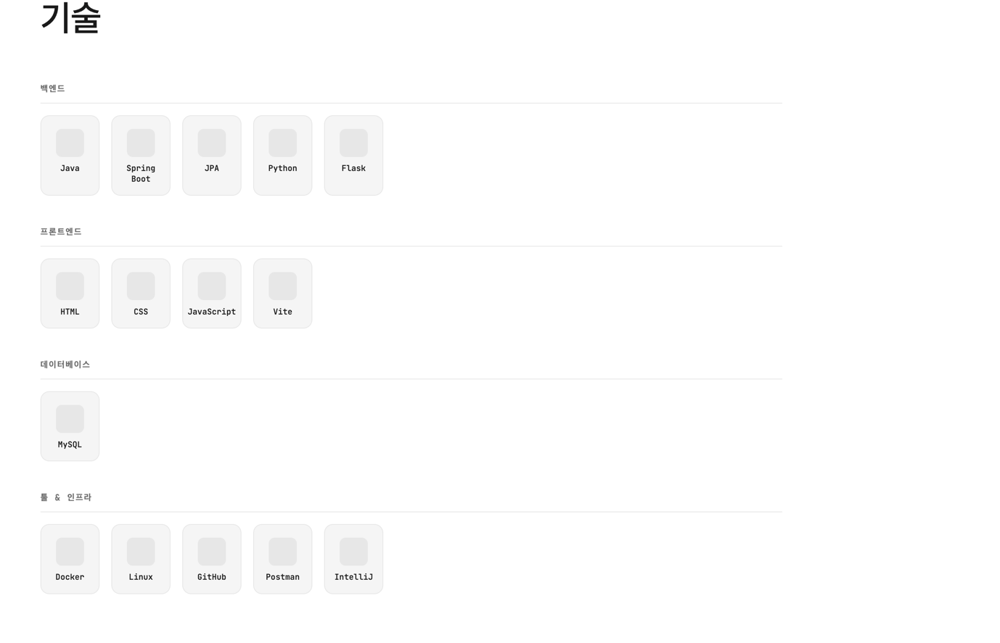 기술
백엔드
Java
Spring
Boot
JPA
Python
Flask
프론트엔드
HTML
CSS
JavaScript
Vite
데이터베이스
MySQL
툴 & 인프라
Docker
Linux
GitHub
Postman
IntelliJ